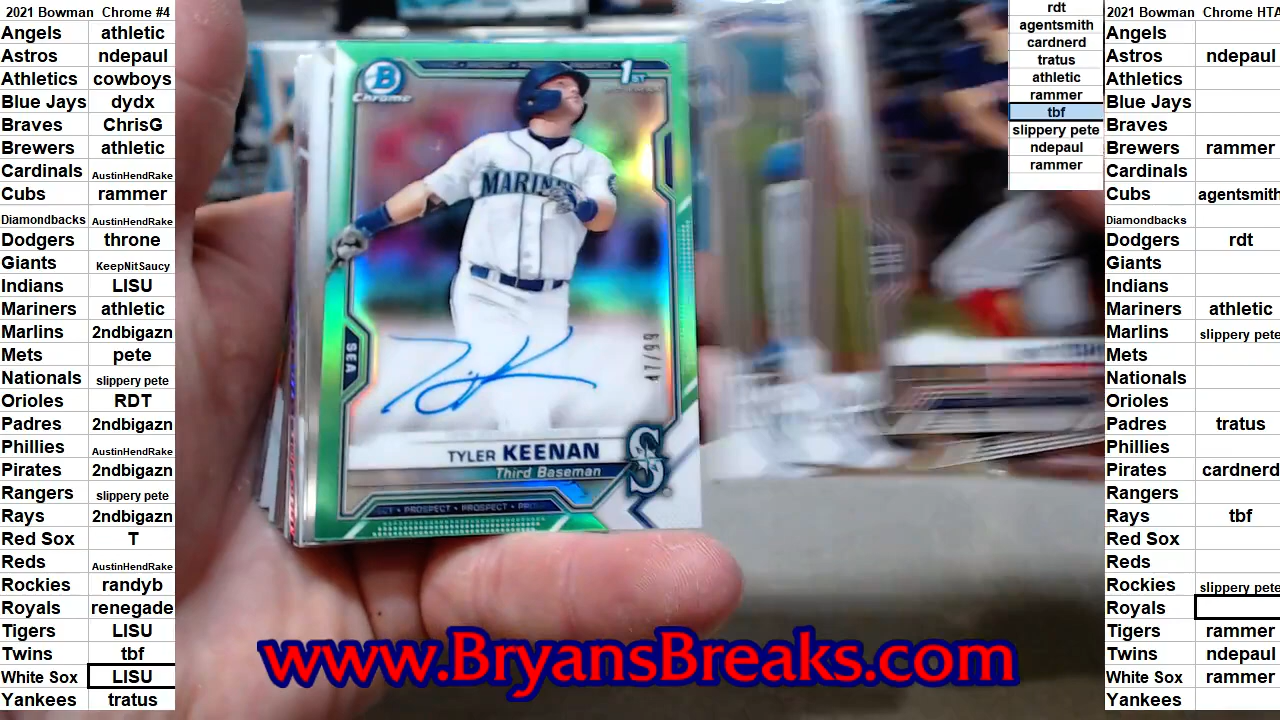 2021 Bowman Chrome #4
Angels athletic
Astros ndepaul
Athletics cowboys
Blue Jays dydx
Braves ChrisG
Brewers athletic
Cardinals AustinHendRake
Cubs rammer
Diamondbacks AustinHendRake
Dodgers throne
Giants KeepNitSaucy
Indians LISU
Mariners athletic
Marlins 2ndbigazn
Mets pete
Nationals slippery pete
Orioles RDT
Padres 2ndbigazn
Phillies AustinHendRake
Pirates 2ndbigazn
Rangers slippery pete
Rays 2ndbigazn
Red Sox T
Reds AustinHendRake
Rockies randyb
Royals renegade
Tigers LISU
Twins tbf
White Sox LISU
Yankees tratus
B
Chrome
1ST
MARINE
SEA
47/99
TYLER KEENAN
Third Baseman
PROSPECT • PROSPECT
S
www.BryansBreaks.com
rdt
agentsmith
cardnerd
tratus
athletic
rammer
tbf
slippery pete
ndepaul
rammer
2021 Bowman Chrome HTA
Angels
Astros ndepaul
Athletics
Blue Jays
Braves
Brewers rammer
Cardinals
Cubs agentsmith
Diamondbacks
Dodgers rdt
Giants
Indians
Mariners athletic
Marlins slippery pete
Mets
Nationals
Orioles
Padres tratus
Phillies
Pirates cardnerd
Rangers
Rays tbf
Red Sox
Reds
Rockies slippery pete
Royals
Tigers rammer
Twins ndepaul
White Sox rammer
Yankees